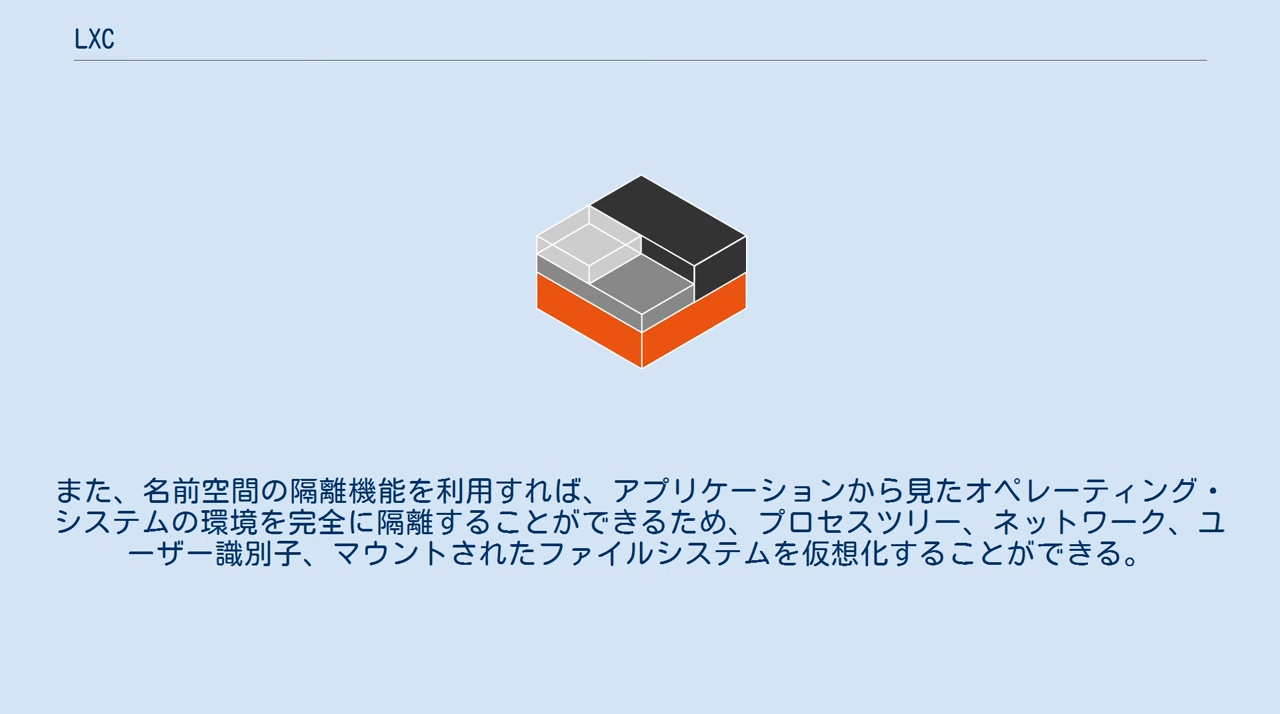 LXC
また、名前空間の隔離機能を利用すれば、アプリケーションから見たオペレーティング・
システムの環境を完全に隔離することができるため、プロセスツリー、ネットワーク、ユ
ーザー識別子、マウントされたファイルシステムを仮想化することができる。